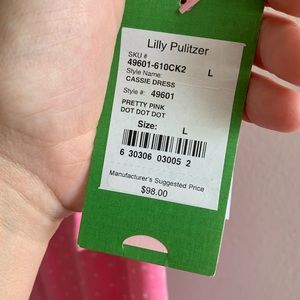 Lilly Pulitzer
SKU #
49601-610CK2 L
Style Name:
CASSIE DRESS
Style #: 49601
PRETTY PINK
DOT DOT DOT
Size: L
6 30306 03005 2
Manufacturer's Suggested Price
$98.00